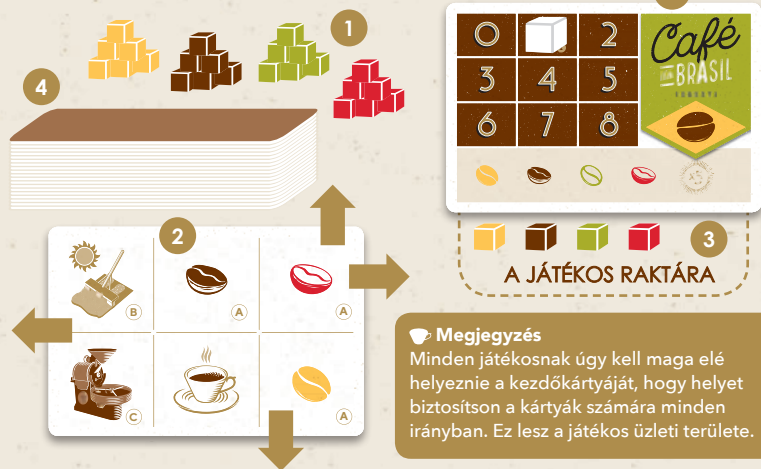 1
4
0 2
3 4 5
6 7 8
Café
BRASIL
2
B
A
A
C
A
3
A JÁTÉKOS RAKTÁRA
Megjegyzés
Minden játékosnak úgy kell maga elé
helyeznie a kezdőkártyáját, hogy helyet
biztosítson a kártyák számára minden
irányban. Ez lesz a játékos üzleti területe.